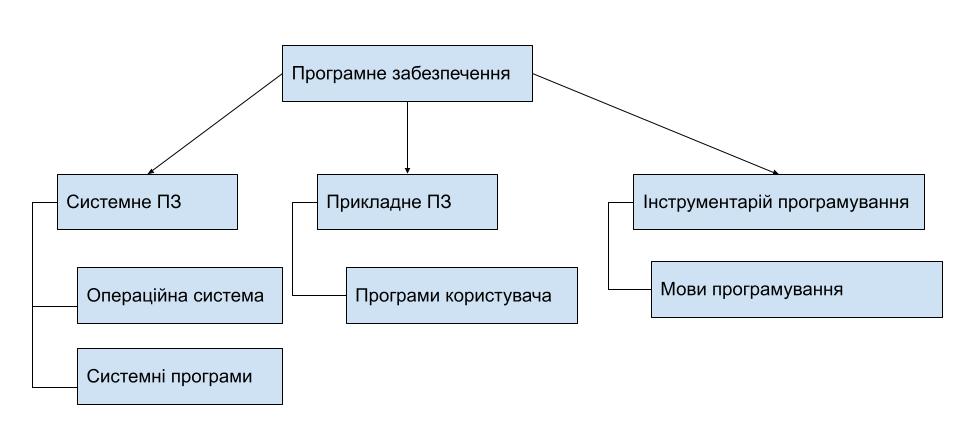 Програмне забезпечення
Системне ПЗ
Прикладне ПЗ
Інструментарій програмування
Операційна система
Програми користувача
Мови програмування
Системні програми